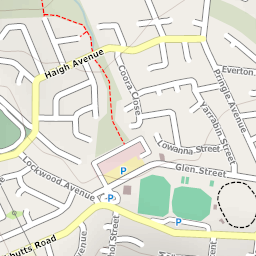 Haigh Avenue
Coora Close
Everton
Pringle Avenue
Yarrabin Street
Lowanna Street
Glen Street
Lockwood Avenue
P
P
P
Road
Street